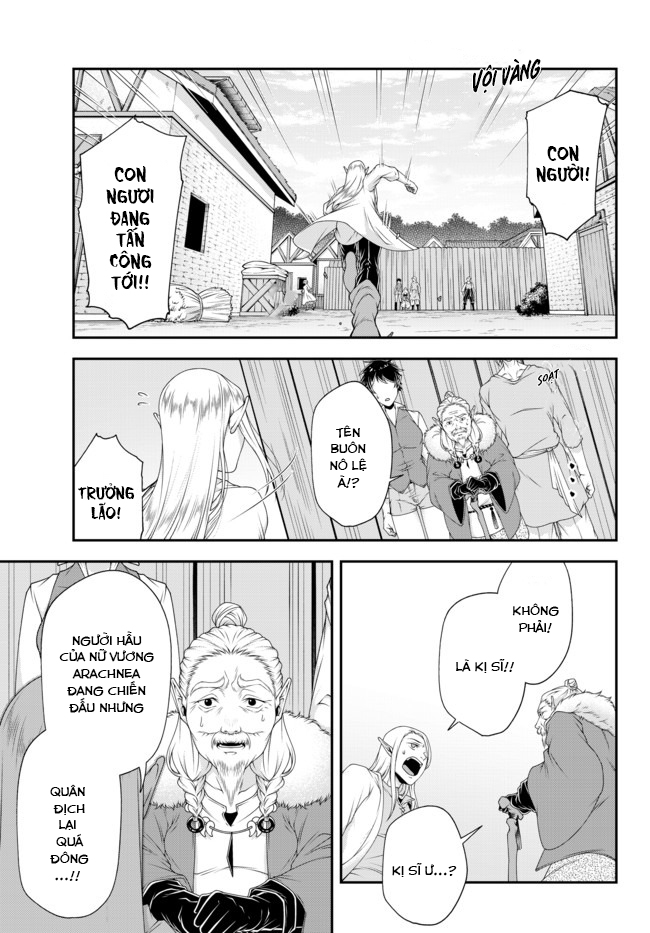 VỘI VÀNG
CON
NGƯỜI!
CON
NGƯƠI
ĐANG
TẤN
CÔNG
TỚI!!
SOẠT
TÊN
BUÔN
NÔ LỆ
À!?
TRƯỞNG
LÃO!
KHÔNG
PHẢI!
LÀ KỊ SĨ!!
KỊ SĨ Ư...?
NGƯỜI HẦU
CỦA NỮ VƯƠNG
ARACHNEA
ĐANG CHIẾN
ĐẤU NHƯNG
QUÂN
ĐỊCH LẠI
QUÁ
ĐÔNG
...!!